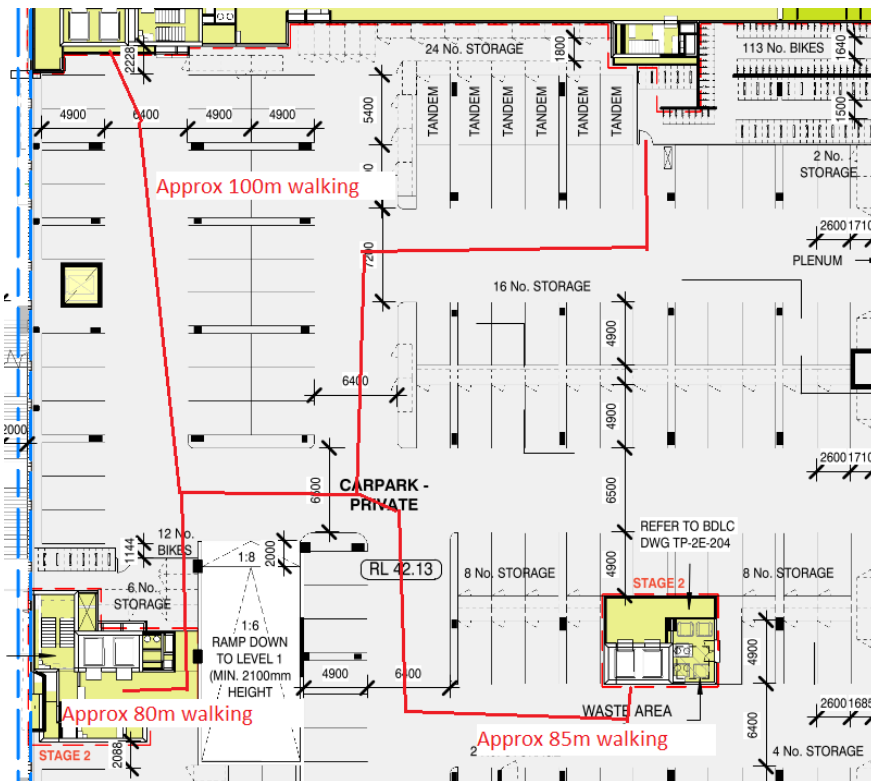 24 No. STORAGE
113 No. BIKES
2228
1800
1640
1500
4900
6400
4900
4900
5400
TANDEM
TANDEM
TANDEM
TANDEM
TANDEM
TANDEM
2 No.
STORAGE
Approx 100m walking
2600
1710
7200
PLENUM
16 No. STORAGE
4900
6400
4900
2000
2600
1710
CARPARK -
PRIVATE
6500
6500
REFER TO BDLC
DWG TP-2E-204
12 No.
BIKES
1144
1:8
2000
RL 42.13
8 No. STORAGE
4900
STAGE 2
8 No. STORAGE
6 No.
STORAGE
1:6
RAMP DOWN
TO LEVEL 1
(MIN. 2100mm
HEIGHT
4900
6400
4900
WASTE AREA
2600
1685
Approx 80m walking
Approx 85m walking
6400
STAGE 2
2088
2
4 No. STORAGE